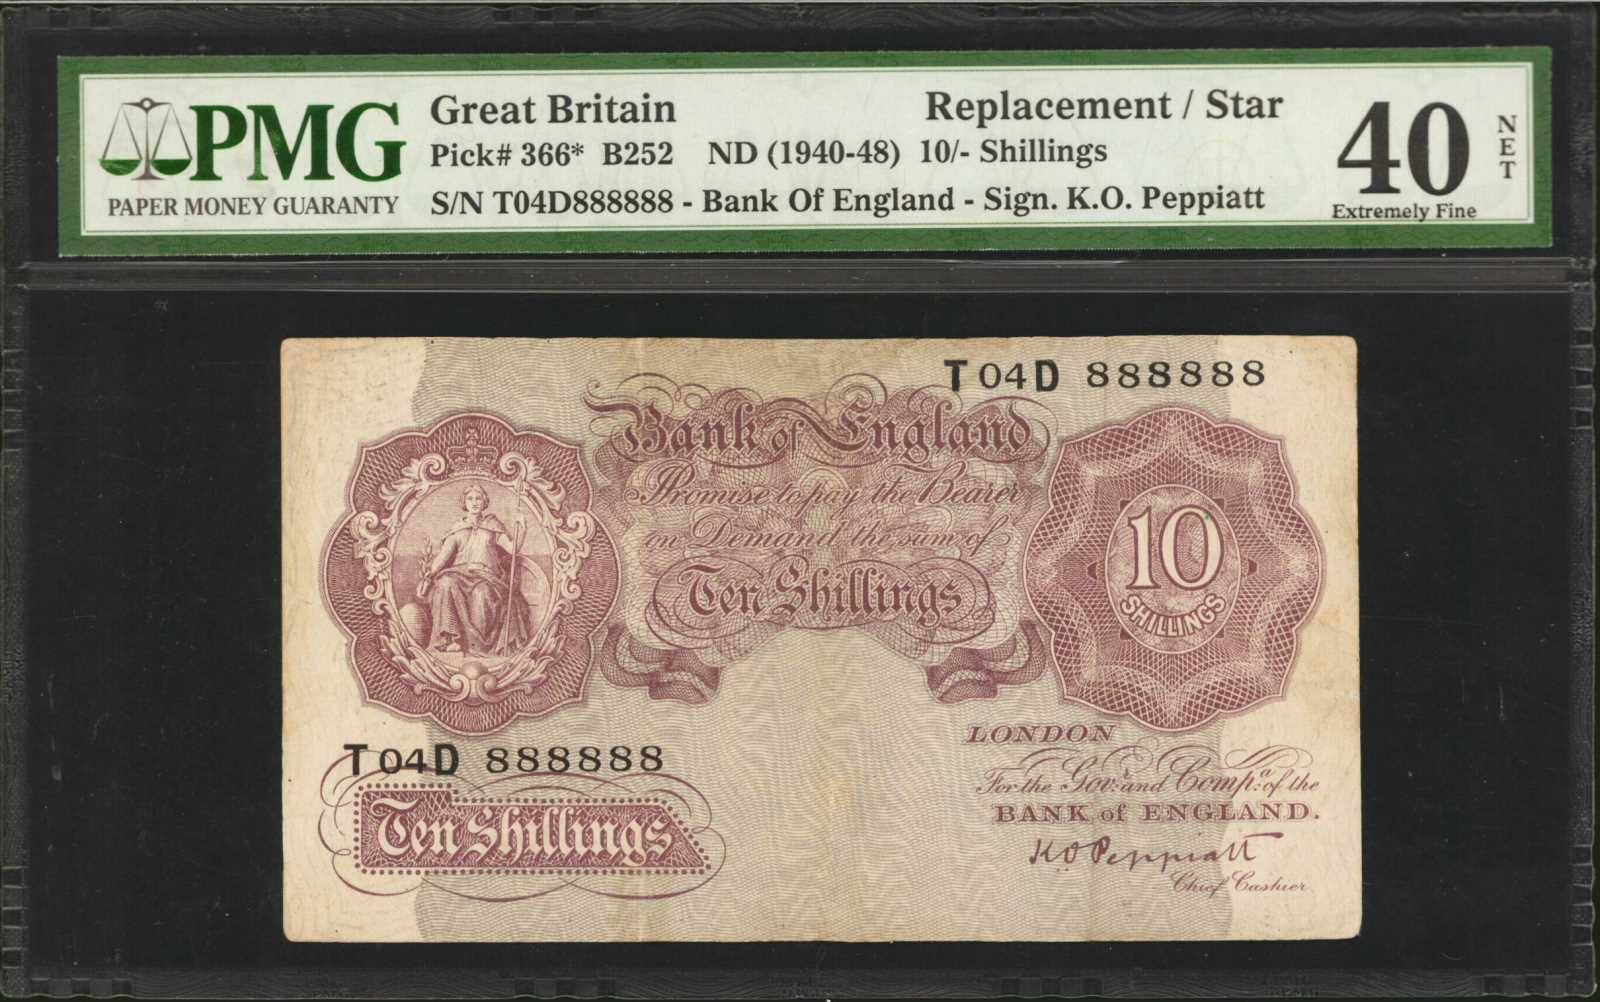 PMG
PAPER MONEY GUARANTY
Great Britain
Replacement / Star
Pick# 366* B252 ND (1940-48) 10/- Shillings
S/N T04D888888 - Bank Of England - Sign. K.O. Peppiatt
40
NET
Extremely Fine
T04D 888888
Bank of England
Promise to pay the Bearer
on Demand the sum of
Ten Shillings
10
SHILLINGS
T04D 888888
Ten Shillings
LONDON
For the Govr. and Compa. of the
BANK of ENGLAND.
K O Peppiatt
Chief Cashier.